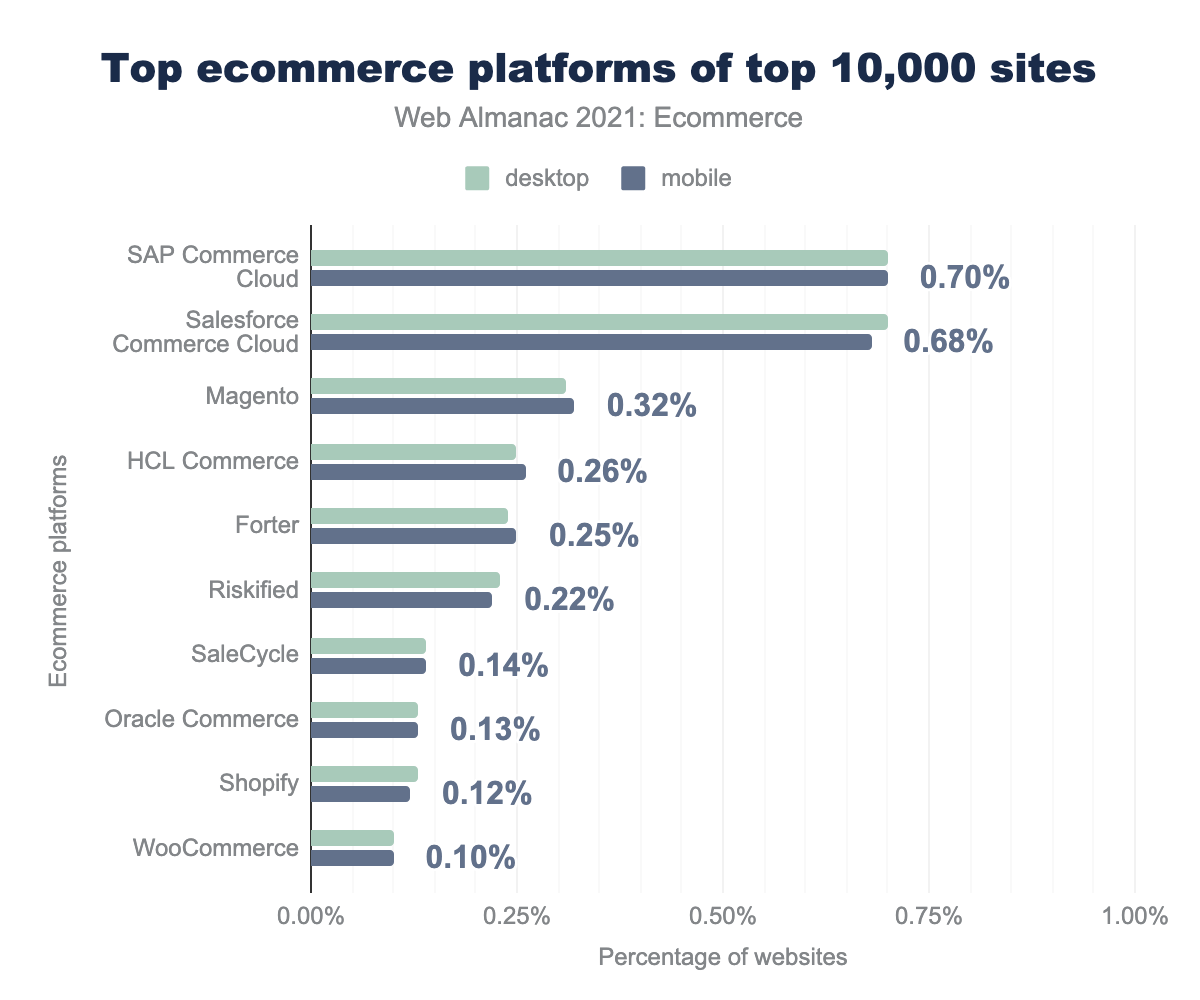 Top ecommerce platforms of top 10,000 sites
Web Almanac 2021: Ecommerce
desktop
mobile
Ecommerce platforms
SAP Commerce
Cloud
0.70%
Salesforce
Commerce Cloud
0.68%
Magento
0.32%
HCL Commerce
0.26%
Forter
0.25%
Riskified
0.22%
SaleCycle
0.14%
Oracle Commerce
0.13%
Shopify
0.12%
WooCommerce
0.10%
0.00%
0.25%
0.50%
0.75%
1.00%
Percentage of websites